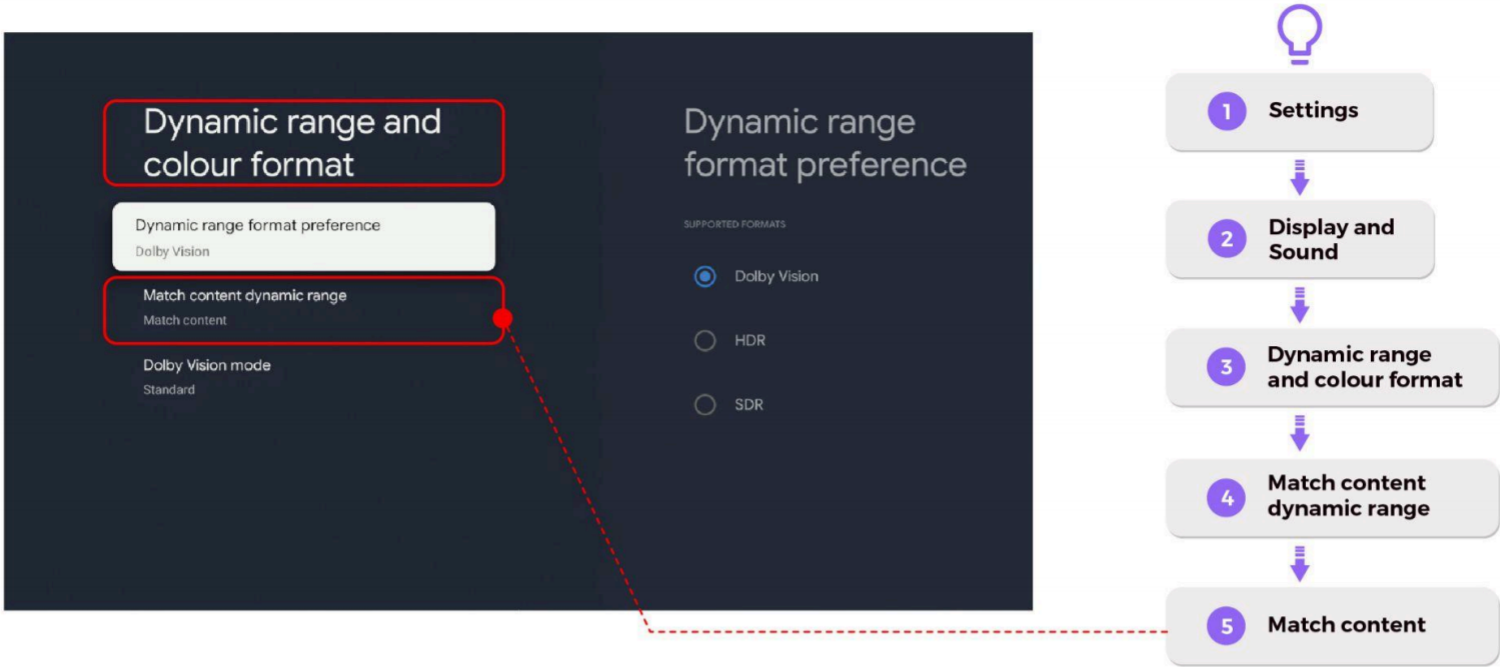 Dynamic range and
colour format
Dynamic range format preference
Dolby Vision
Match content dynamic range
Match content
Dolby Vision mode
Standard
Dynamic range
format preference
SUPPORTED FORMATS
Dolby Vision
HDR
SDR
1 Settings
2 Display and
Sound
3 Dynamic range
and colour format
4 Match content
dynamic range
5 Match content